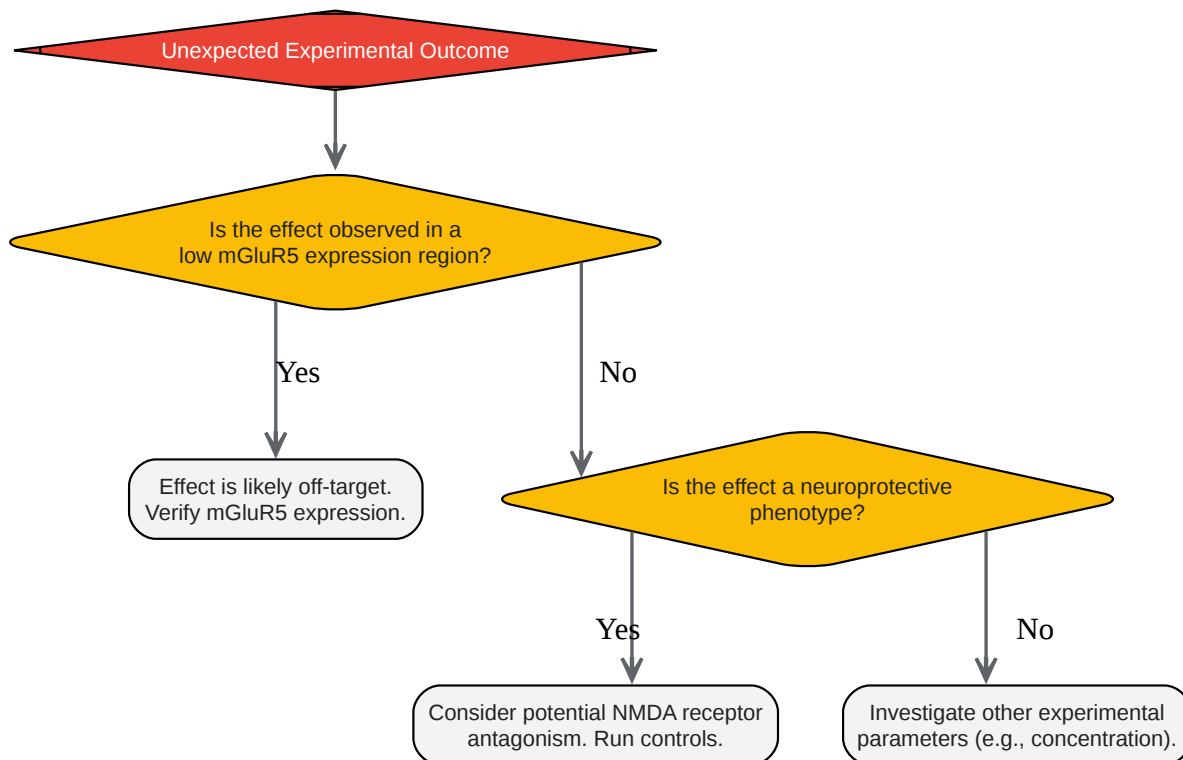 Unexpected Experimental Outcome
Is the effect observed in a
low mGluR5 expression region?
Yes
No
Effect is likely off-target.
Verify mGluR5 expression.
Is the effect a neuroprotective
phenotype?
Yes
No
Consider potential NMDA receptor
antagonism. Run controls.
Investigate other experimental
parameters (e.g., concentration).